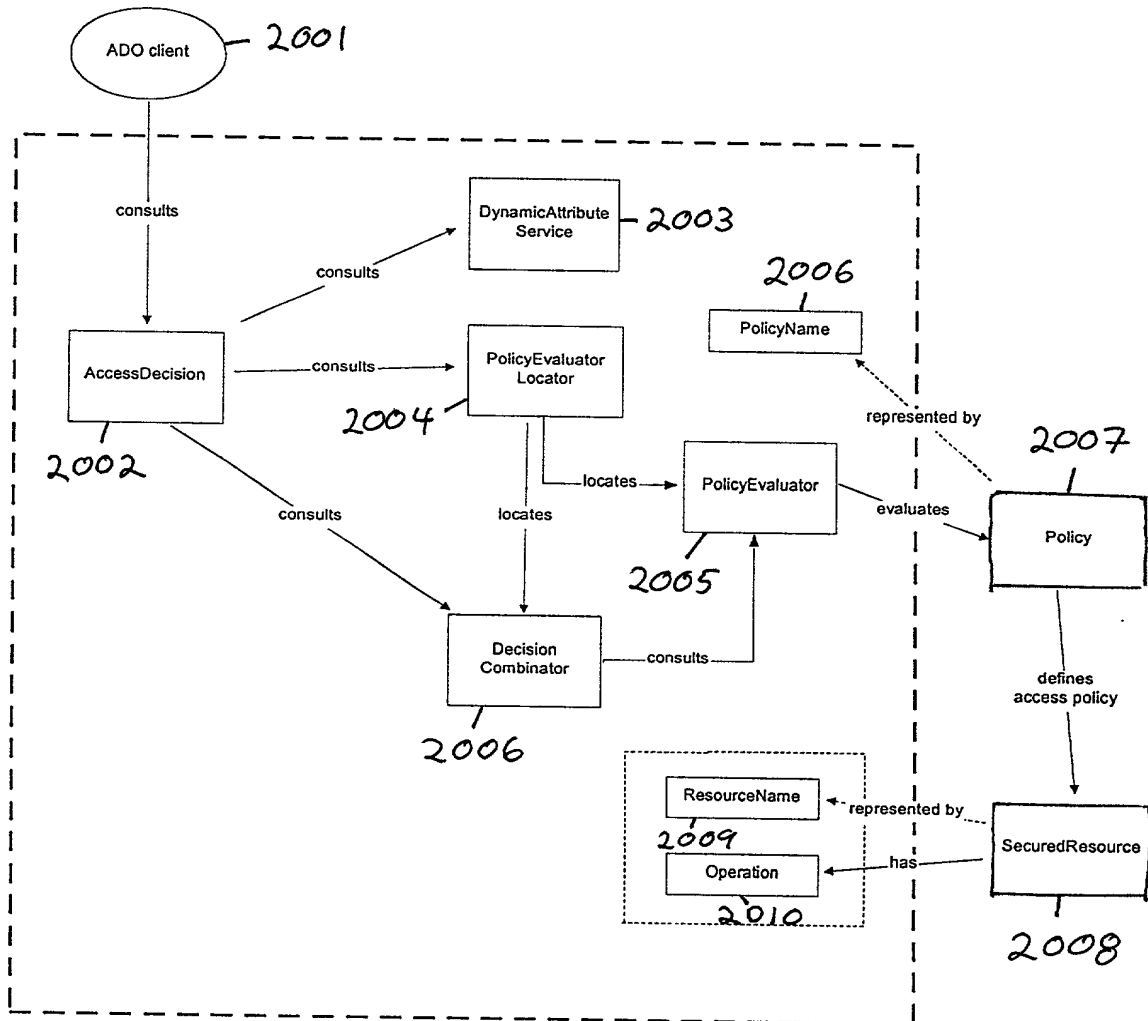 ADO client
2001
consults
DynamicAttribute
Service
2003
consults
2006
PolicyName
AccessDecision
2002
consults
PolicyEvaluator
Locator
2004
represented by
2007
Policy
locates
PolicyEvaluator
2005
evaluates
consults
locates
Decision
Combinator
2006
consults
defines
access policy
ResourceName
2009
represented by
SecuredResource
2008
Operation
2010
has